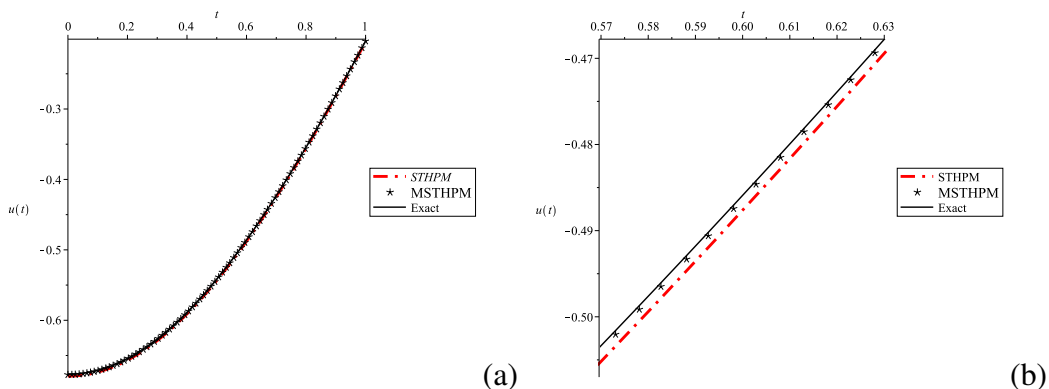 t
0 0.2 0.4 0.6 0.8 1
-0.3
-0.4
-0.5
-0.6
u(t)
STHPM
MSTHPM
Exact
(a)
t
0.57 0.58 0.59 0.60 0.61 0.62 0.63
-0.47
-0.48
-0.49
-0.50
u(t)
STHPM
MSTHPM
Exact
(b)